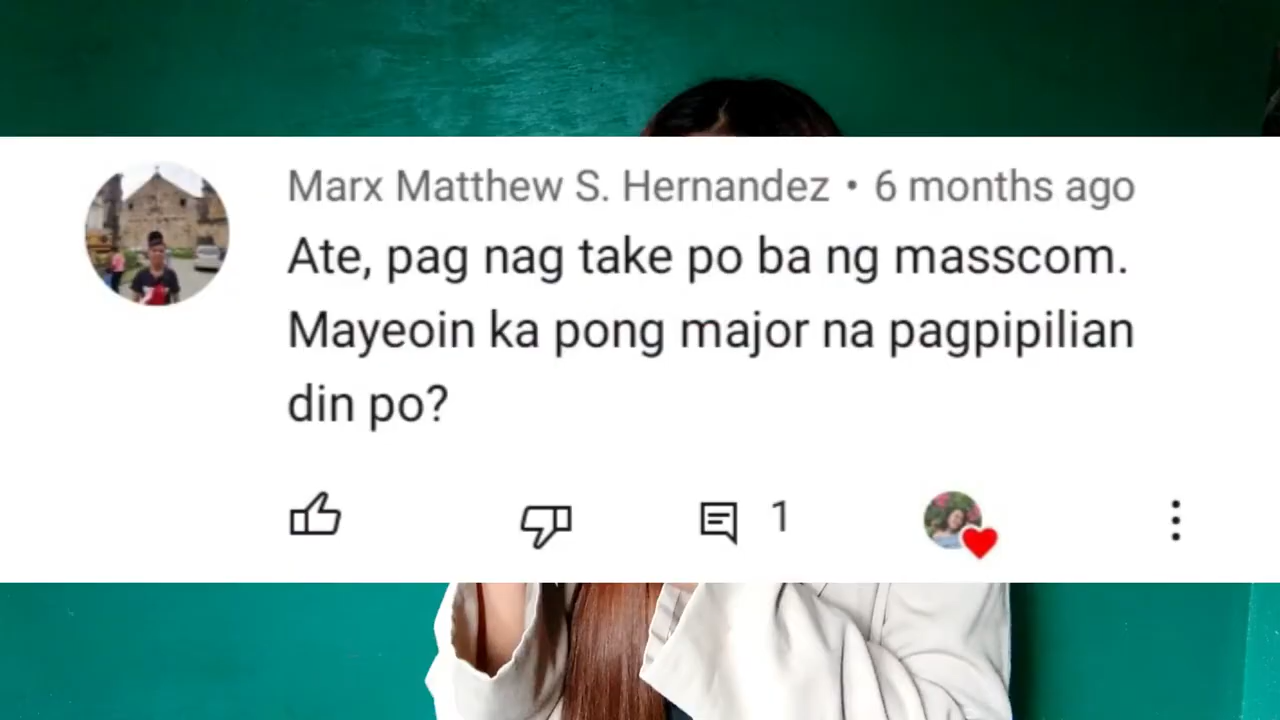 Marx Matthew S. Hernandez • 6 months ago
Ate, pag nag take po ba ng masscom.
Mayeoin ka pong major na pagpipilian
din po?
1